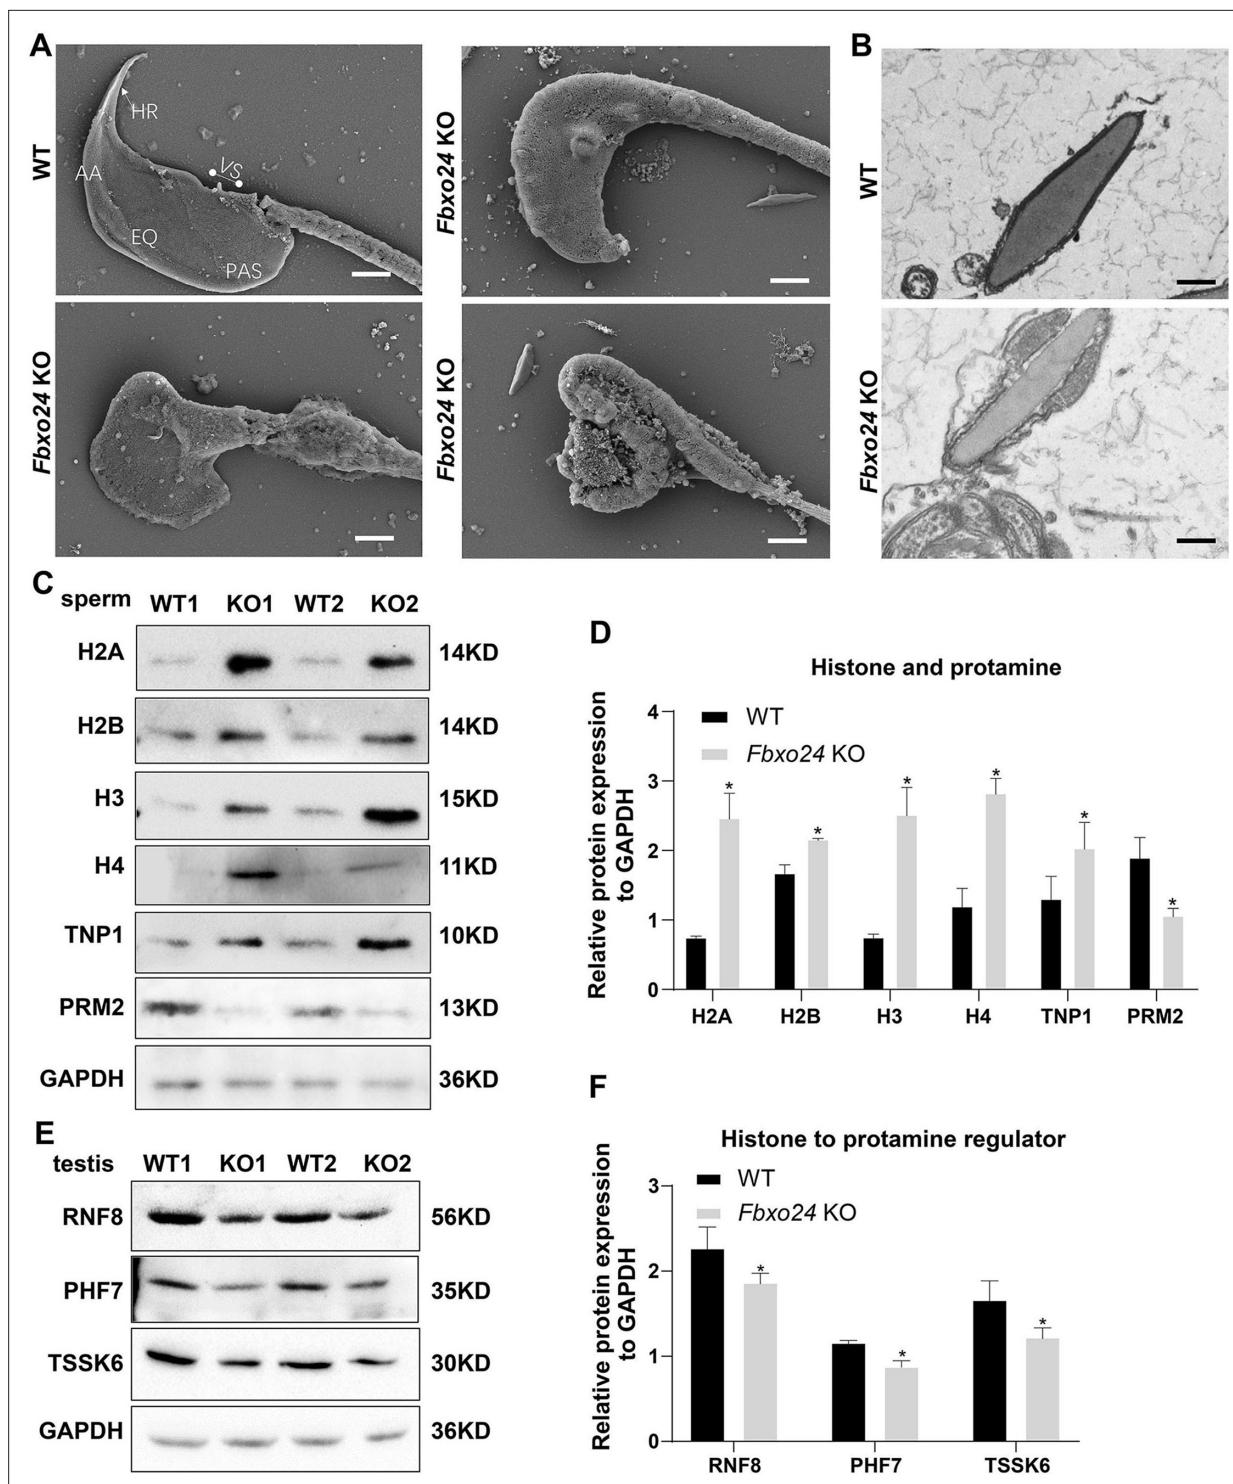 A
B
WT
HR
VS
AA
EQ
PAS
Fbxo24 KO
WT
Fbxo24 KO
Fbxo24 KO
Fbxo24 KO
C
sperm WT1 KO1 WT2 KO2
H2A 14KD
H2B 14KD
H3 15KD
H4 11KD
TNP1 10KD
PRM2 13KD
GAPDH 36KD
D
Histone and protamine
Relative protein expression
to GAPDH
WT
Fbxo24 KO
4
3
2
1
0
* * * * * *
H2A H2B H3 H4 TNP1 PRM2
E
testis WT1 KO1 WT2 KO2
RNF8 56KD
PHF7 35KD
TSSK6 30KD
GAPDH 36KD
F
Histone to protamine regulator
Relative protein expression
to GAPDH
WT
Fbxo24 KO
3
2
1
0
* * *
RNF8 PHF7 TSSK6